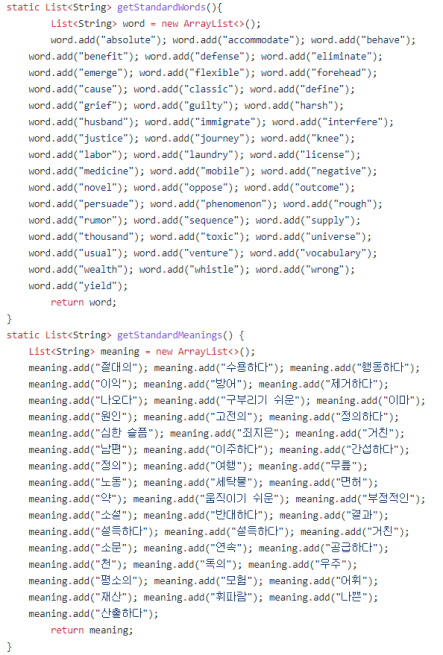 static List<String> getStandardWords(){
List<String> word = new ArrayList<>();
word.add("absolute"); word.add("accommodate"); word.add("behave");
word.add("benefit"); word.add("defense"); word.add("eliminate");
word.add("emerge"); word.add("flexible"); word.add("forehead");
word.add("cause"); word.add("classic"); word.add("define");
word.add("grief"); word.add("guilty"); word.add("harsh");
word.add("husband"); word.add("immigrate"); word.add("interfere");
word.add("justice"); word.add("journey"); word.add("knee");
word.add("labor"); word.add("laundry"); word.add("license");
word.add("medicine"); word.add("mobile"); word.add("negative");
word.add("novel"); word.add("oppose"); word.add("outcome");
word.add("persuade"); word.add("phenomenon"); word.add("rough");
word.add("rumor"); word.add("sequence"); word.add("supply");
word.add("thousand"); word.add("toxic"); word.add("universe");
word.add("usual"); word.add("venture"); word.add("vocabulary");
word.add("wealth"); word.add("whistle"); word.add("wrong");
word.add("yield");
return word;
}
static List<String> getStandardMeanings() {
List<String> meaning = new ArrayList<>();
meaning.add("절대의"); meaning.add("수용하다"); meaning.add("행동하다");
meaning.add("이익"); meaning.add("방어"); meaning.add("제거하다");
meaning.add("나오다"); meaning.add("구부리기 쉬운"); meaning.add("이마");
meaning.add("원인"); meaning.add("고전의"); meaning.add("정의하다");
meaning.add("심한 슬픔"); meaning.add("죄지은"); meaning.add("거친");
meaning.add("남편"); meaning.add("이주하다"); meaning.add("간섭하다");
meaning.add("정의"); meaning.add("여행"); meaning.add("무릎");
meaning.add("노동"); meaning.add("세탁물"); meaning.add("면허");
meaning.add("약"); meaning.add("움직이기 쉬운"); meaning.add("부정적인");
meaning.add("소설"); meaning.add("반대하다"); meaning.add("결과");
meaning.add("설득하다"); meaning.add("설득하다"); meaning.add("거친");
meaning.add("소문"); meaning.add("연속"); meaning.add("공급하다");
meaning.add("천"); meaning.add("독의"); meaning.add("우주");
meaning.add("평소의"); meaning.add("모험"); meaning.add("어휘");
meaning.add("재산"); meaning.add("휘파람"); meaning.add("나쁜");
meaning.add("산출하다");
return meaning;
}